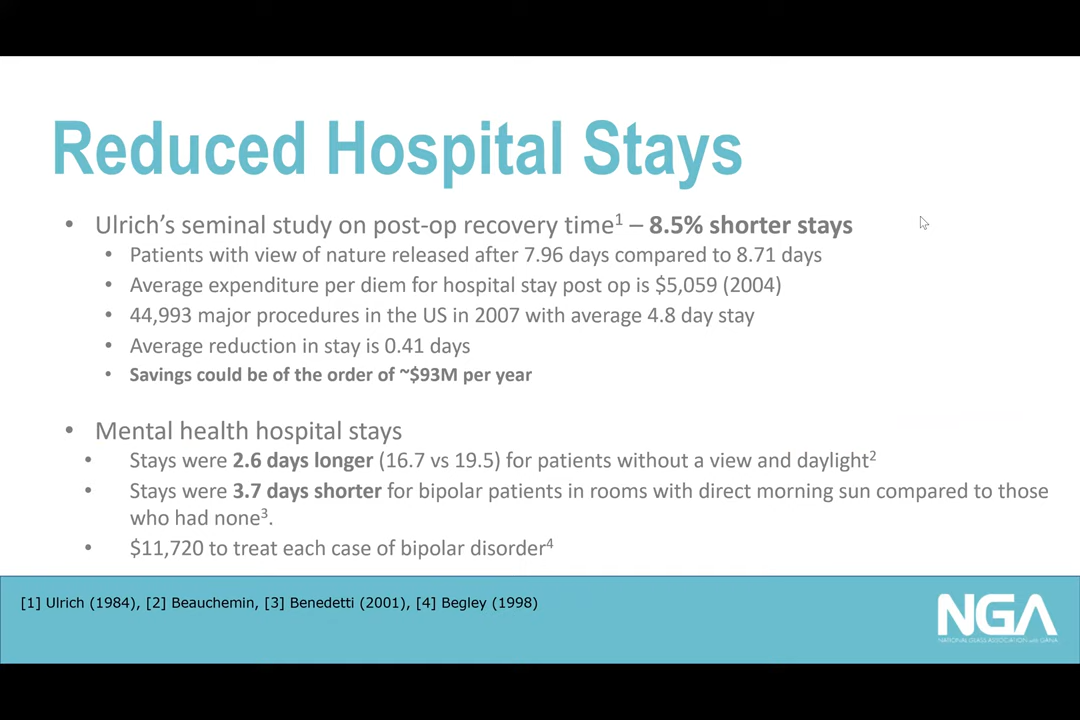 Reduced Hospital Stays
• Ulrich's seminal study on post-op recovery time¹ – 8.5% shorter stays
• Patients with view of nature released after 7.96 days compared to 8.71 days
• Average expenditure per diem for hospital stay post op is $5,059 (2004)
• 44,993 major procedures in the US in 2007 with average 4.8 day stay
• Average reduction in stay is 0.41 days
• Savings could be of the order of ~$93M per year
• Mental health hospital stays
• Stays were 2.6 days longer (16.7 vs 19.5) for patients without a view and daylight²
• Stays were 3.7 days shorter for bipolar patients in rooms with direct morning sun compared to those
who had none³.
• $11,720 to treat each case of bipolar disorder⁴
[1] Ulrich (1984), [2] Beauchemin, [3] Benedetti (2001), [4] Begley (1998)
NGA
NATIONAL GLASS ASSOCIATION with GANA